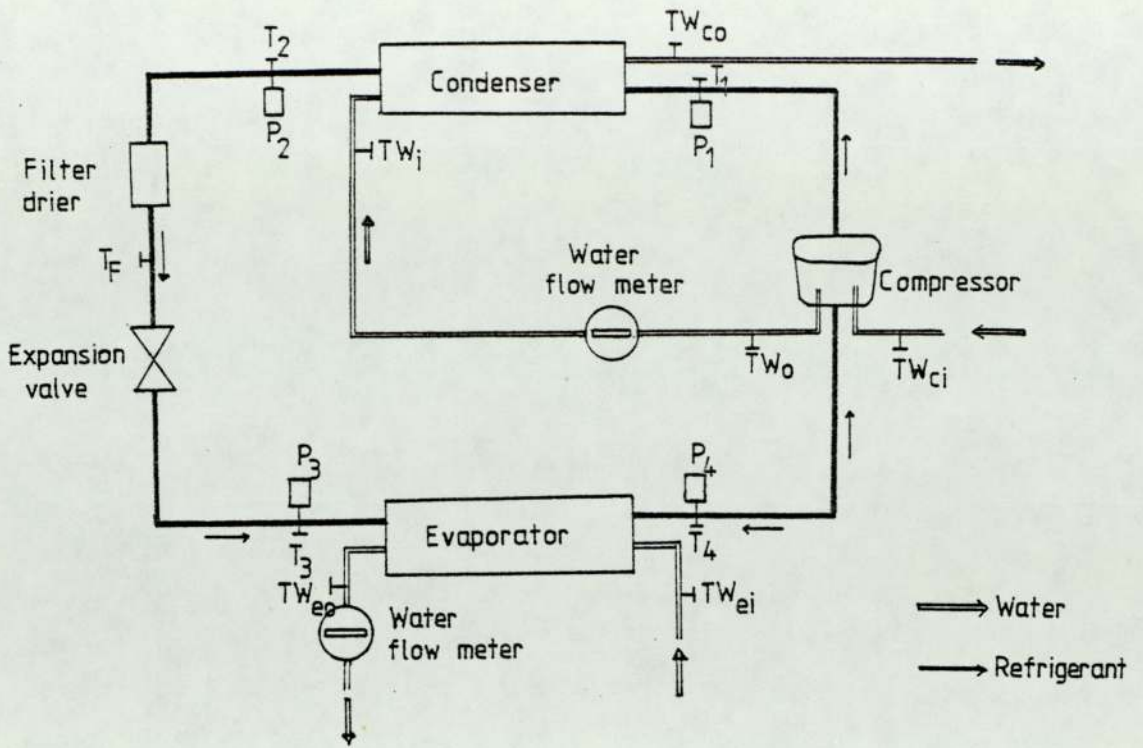 TWco
T2
T1
Condenser
P2
P1
TWi
Filter
drier
TF
Water
flow meter
Compressor
Expansion
valve
TWo
TWci
P3
P4
Evaporator
T3
T4
TWeo
TWei
Water
flow meter
Water
Refrigerant